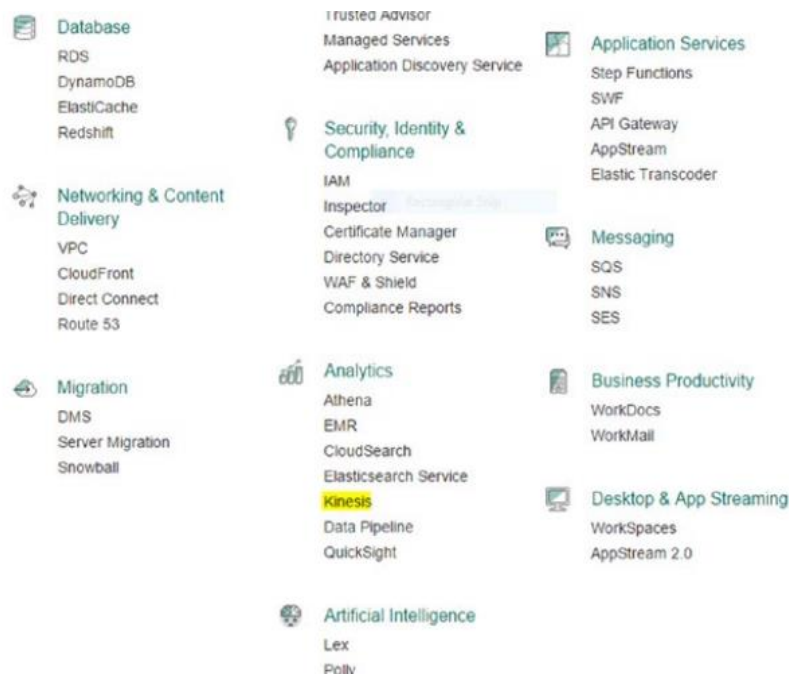 Database
RDS
DynamoDB
ElastiCache
Redshift
Networking & Content
Delivery
VPC
CloudFront
Direct Connect
Route 53
Migration
DMS
Server Migration
Snowball
Trusted Advisor
Managed Services
Application Discovery Service
Security, Identity &
Compliance
IAM
Inspector
Certificate Manager
Directory Service
WAF & Shield
Compliance Reports
Analytics
Athena
EMR
CloudSearch
Elasticsearch Service
Kinesis
Data Pipeline
QuickSight
Artificial Intelligence
Lex
Polly
Application Services
Step Functions
SWF
API Gateway
AppStream
Elastic Transcoder
Messaging
SQS
SNS
SES
Business Productivity
WorkDocs
WorkMail
Desktop & App Streaming
WorkSpaces
AppStream 2.0